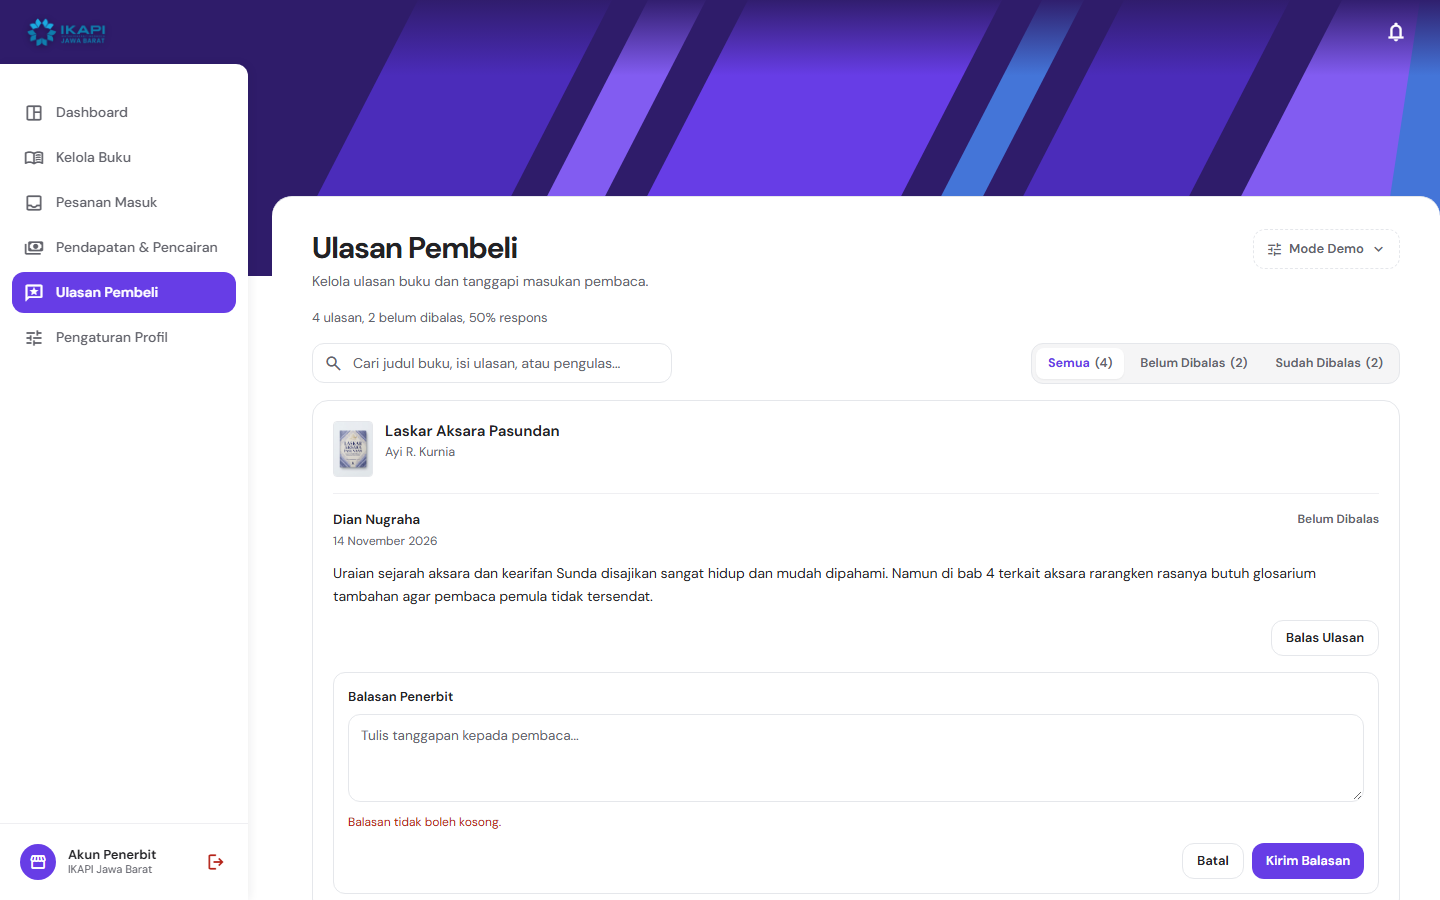 IKAPI
JAWA BARAT
Dashboard
Kelola Buku
Pesanan Masuk
Pendapatan & Pencairan
Ulasan Pembeli
Pengaturan Profil
Akun Penerbit
IKAPI Jawa Barat
Ulasan Pembeli
Mode Demo
Kelola ulasan buku dan tanggapi masukan pembaca.
4 ulasan, 2 belum dibalas, 50% respons
Cari judul buku, isi ulasan, atau pengulas...
Semua (4)
Belum Dibalas (2)
Sudah Dibalas (2)
LASKAR
AKSARA
PASUNDAN
Laskar Aksara Pasundan
Ayi R. Kurnia
Dian Nugraha
Belum Dibalas
14 November 2026
Uraian sejarah aksara dan kearifan Sunda disajikan sangat hidup dan mudah dipahami. Namun di bab 4 terkait aksara rarangken rasanya butuh glosarium
tambahan agar pembaca pemula tidak tersendat.
Balas Ulasan
Balasan Penerbit
Tulis tanggapan kepada pembaca...
Balasan tidak boleh kosong.
Batal
Kirim Balasan